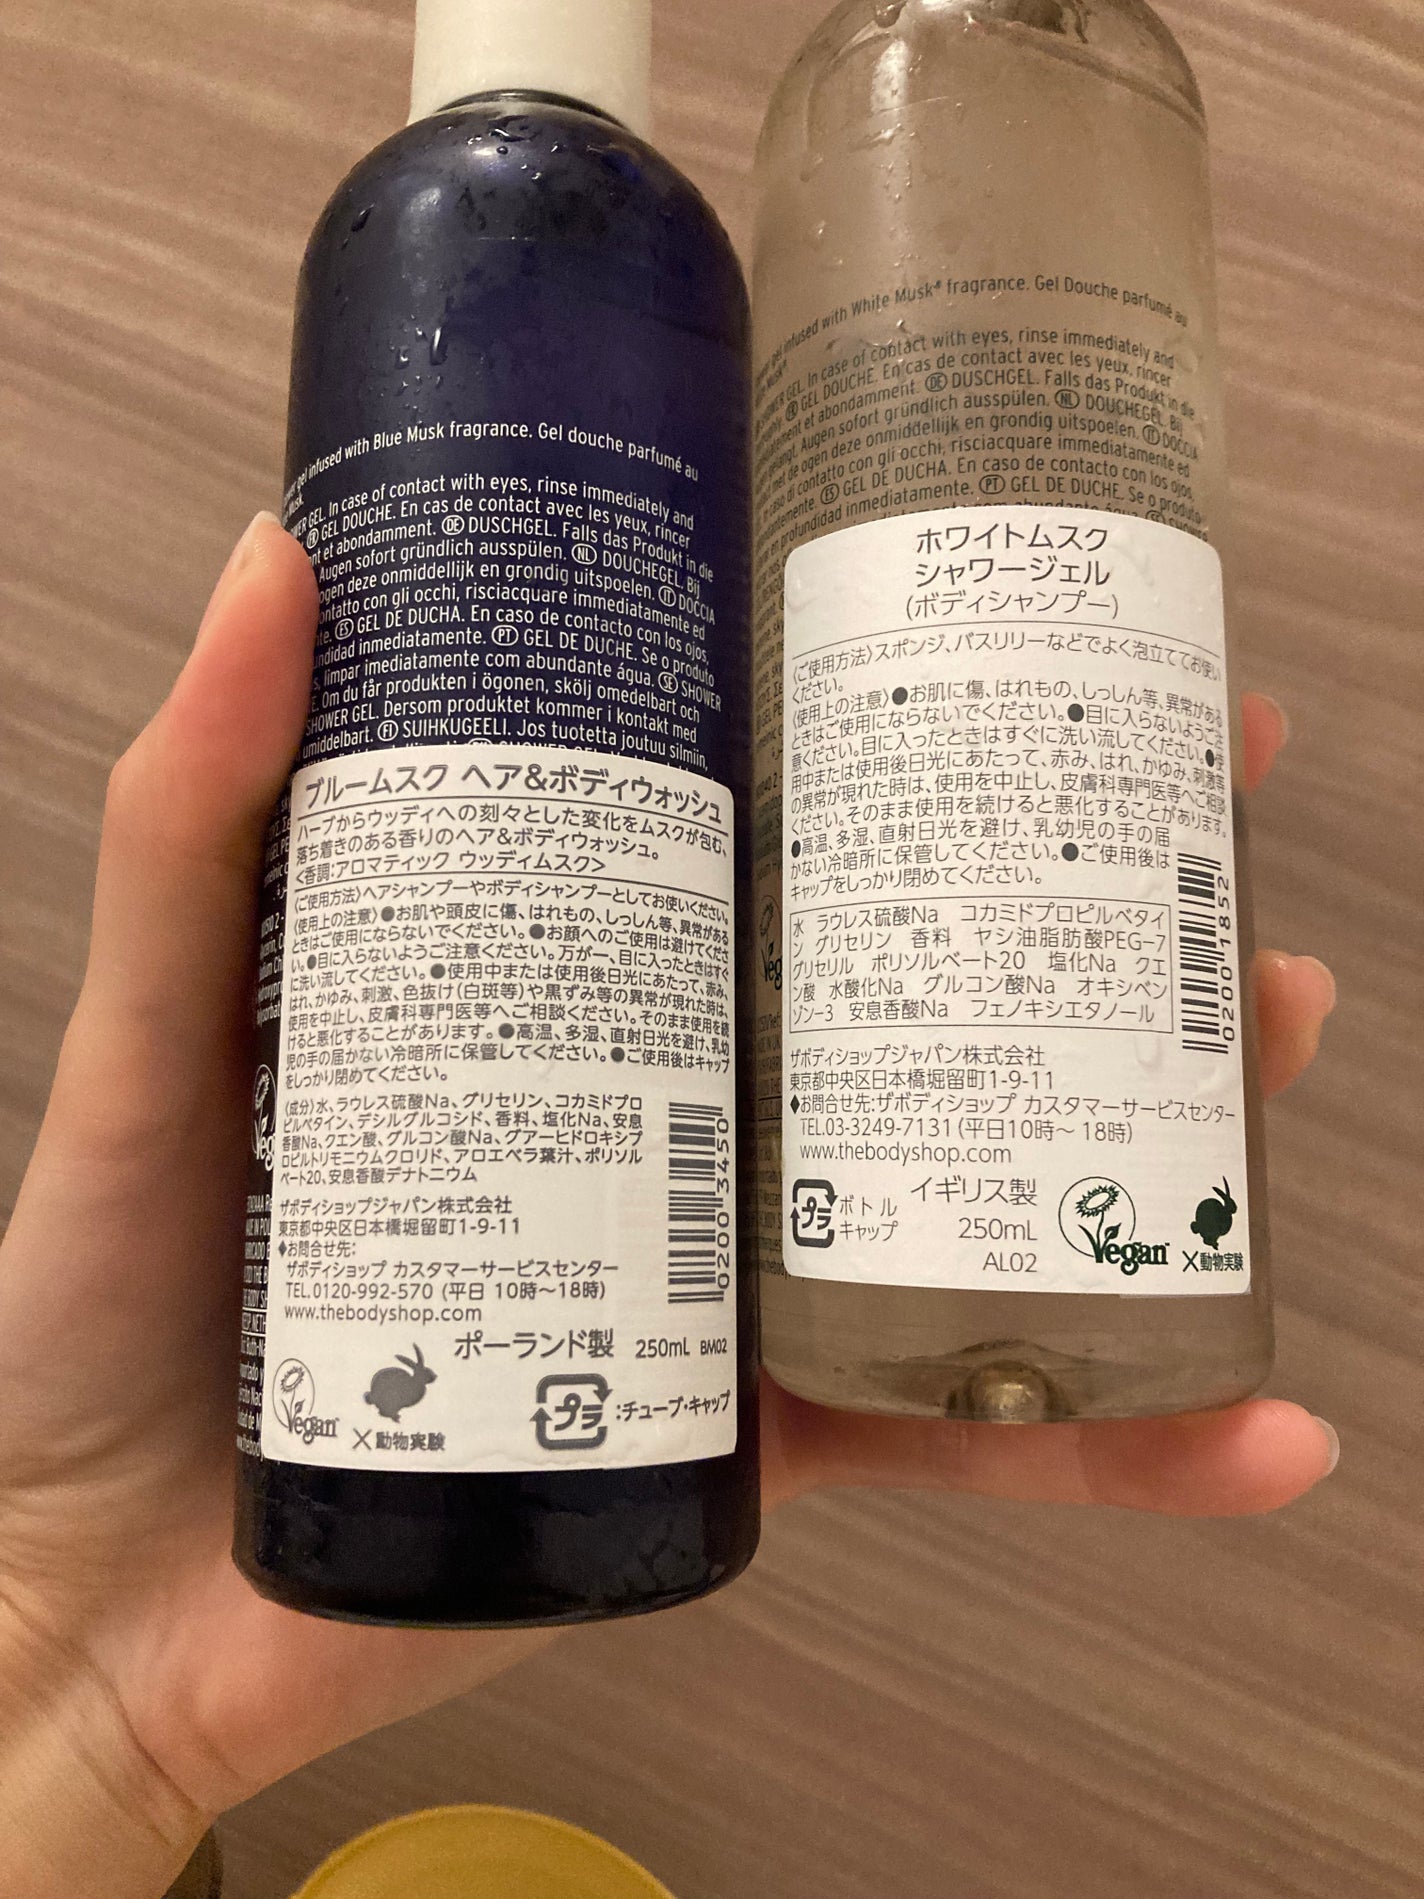 infused with Blue Musk fragrance. Gel douche parfumé au
Musk.
GEL. In case of contact with eyes, rinse immediately and
FR GEL DOUCHE. En cas de contact avec les yeux, rincer
et abondamment. DE DUSCHGEL. Falls das Produkt in die
Augen sofort gründlich ausspülen. NL DOUCHEGEL. Bij
ogen deze onmiddellijk en grondig uitspoelen. IT DOCCIA
contatto con gli occhi, risciacquare immediatamente ed
ES GEL DE DUCHA. En caso de contacto con los ojos,
inmediatamente. PT GEL DE DUCHE. Se o produto
limpar imediatamente com abundante água. SE SHOWER
Om du får produkten i ögonen, skölj omedelbart och
SHOWER GEL. Dersom produktet kommer i kontakt med
umiddelbart. FI SUIHKUGEELI. Jos tuotetta joutuu silmiin,
ブルームスク ヘア&ボディウォッシュ
ハーブからウッディへの刻々とした変化をムスクが包む、
落ち着きのある香りのヘア&ボディウォッシュ。
<香調:アロマティック ウッディムスク>
〈ご使用方法〉ヘアシャンプーやボディシャンプーとしてお使いください。
〈使用上の注意〉●お肌や頭皮に傷、はれもの、しっしん等、異常がある
ときはご使用にならないでください。●お顔へのご使用は避けてくださ
い。●目に入らないようご注意ください。万が一、目に入ったときはすぐ
に洗い流してください。●使用中または使用後日光にあたって、赤み、
はれ、かゆみ、刺激、色抜け(白斑等)や黒ずみ等の異常が現れた時は、
使用を中止し、皮膚科専門医等へご相談ください。そのまま使用を続
けると悪化することがあります。●高温、多湿、直射日光を避け、乳幼
児の手の届かない冷暗所に保管してください。●ご使用後はキャップ
をしっかり閉めてください。
〈成分〉水、ラウレス硫酸Na、グリセリン、コカミドプロ
ピルベタイン、デシルグルコシド、香料、塩化Na、安息
香酸Na、クエン酸、グルコン酸Na、グアーヒドロキシプ
ロピルトリモニウムクロリド、アロエベラ葉汁、ポリソル
ベート20、安息香酸デナトニウム
0200 3450
ザボディショップジャパン株式会社
東京都中央区日本橋堀留町1-9-11
◆お問合せ先:
ザボディショップ カスタマーサービスセンター
TEL.0120-992-570 (平日 10時～18時)
www.thebodyshop.com
ポーランド製 250mL BM02
Vegan
×動物実験
プラ:チューブ・キャップ
gel infused with White Musk® fragrance. Gel Douche parfumé au
Musk®
GEL. In case of contact with eyes, rinse immediately and
FR GEL DOUCHE. En cas de contact avec les yeux, rincer
et abondamment. DE DUSCHGEL. Falls das Produkt in die
gelangt, Augen sofort gründlich ausspülen. NL DOUCHEGEL. Bij
met de ogen deze onmiddellijk en grondig uitspoelen. IT DOCCIA
In caso di contatto con gli occhi, risciacquare immediatamente ed
ES GEL DE DUCHA. En caso de contacto con los ojos,
profundidad inmediatamente. PT GEL DE DUCHE. Se o produto
ホワイトムスク
シャワージェル
(ボディシャンプー)
〈ご使用方法〉スポンジ、バスリリーなどでよく泡立ててお使い
ください。
〈使用上の注意〉●お肌に傷、はれもの、しっしん等、異常がある
ときはご使用にならないでください。●目に入らないようご注
意ください。目に入ったときはすぐに洗い流してください。●使
用中または使用後日光にあたって、赤み、はれ、かゆみ、刺激等
の異常が現れた時は、使用を中止し、皮膚科専門医等へご相談
ください。そのまま使用を続けると悪化することがあります。
●高温、多湿、直射日光を避け、乳幼児の手の届
かない冷暗所に保管してください。●ご使用後は
キャップをしっかり閉めてください。
水 ラウレス硫酸Na コカミドプロピルベタイ
ン グリセリン 香料 ヤシ油脂肪酸PEG-7
グリセリル ポリソルベート20 塩化Na クエ
ン酸 水酸化Na グルコン酸Na オキシベン
ゾン-3 安息香酸Na フェノキシエタノール
0200 1852
ザボディショップジャパン株式会社
東京都中央区日本橋堀留町1-9-11
◆お問合せ先:ザボディショップ カスタマーサービスセンター
TEL.03-3249-7131 (平日10時～ 18時)
www.thebodyshop.com
プラ ボトル
キャップ
イギリス製
250mL
AL02
Vegan
×動物実験